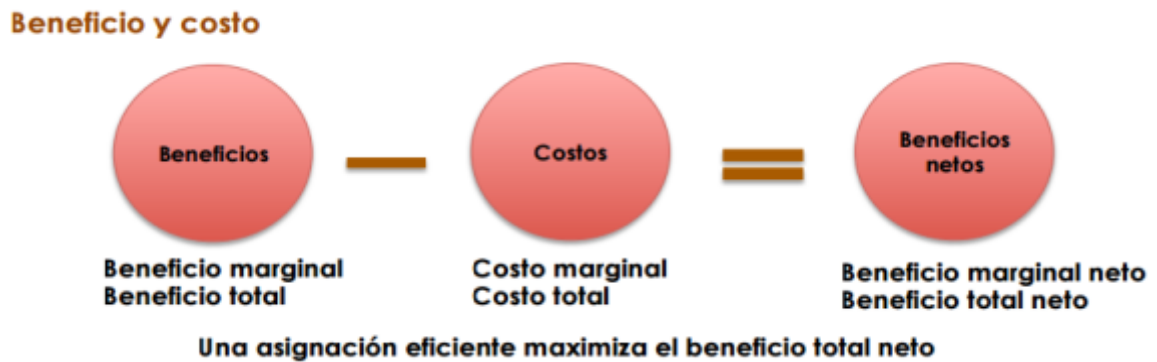 Beneficio y costo
Beneficios
Costos
Beneficios
netos
Beneficio marginal
Beneficio total
Costo marginal
Costo total
Beneficio marginal neto
Beneficio total neto
Una asignación eficiente maximiza el beneficio total neto